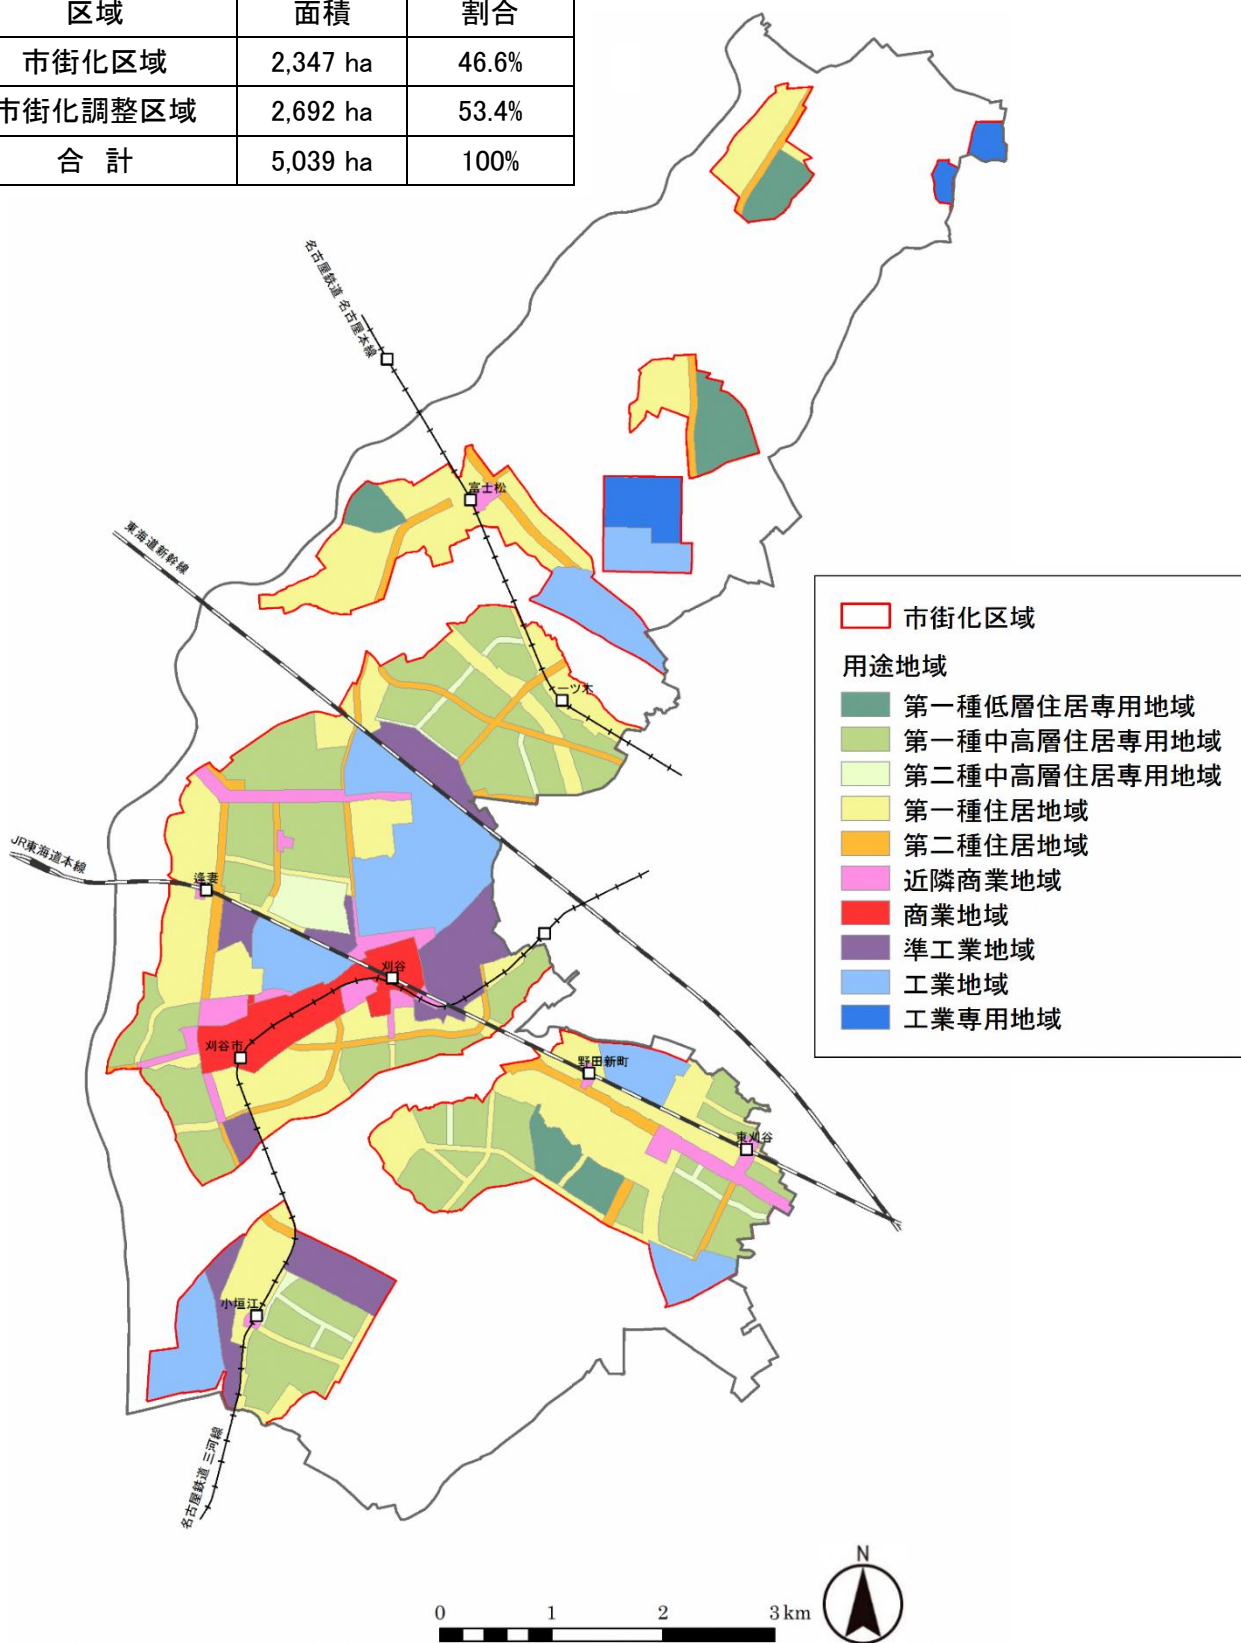 区域 面積 割合
市街化区域 2,347 ha 46.6%
市街化調整区域 2,692 ha 53.4%
合 計 5,039 ha 100%
名古屋鉄道 名古屋本線
富士松
東海道新幹線
市街化区域
用途地域
一ツ木
第一種低層住居専用地域
第一種中高層住居専用地域
第二種中高層住居専用地域
第一種住居地域
第二種住居地域
近隣商業地域
商業地域
準工業地域
工業地域
工業専用地域
JR東海道本線
逢妻
刈谷
刈谷市
野田新町
東刈谷
小垣江
名古屋鉄道 三河線
N
0 1 2 3 km